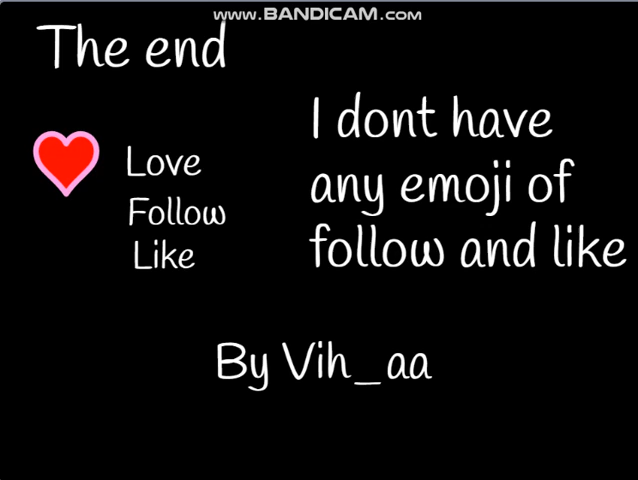 www.BANDICAM.com
The end
Love
Follow
Like
I dont have
any emoji of
follow and like
By Vih_aa